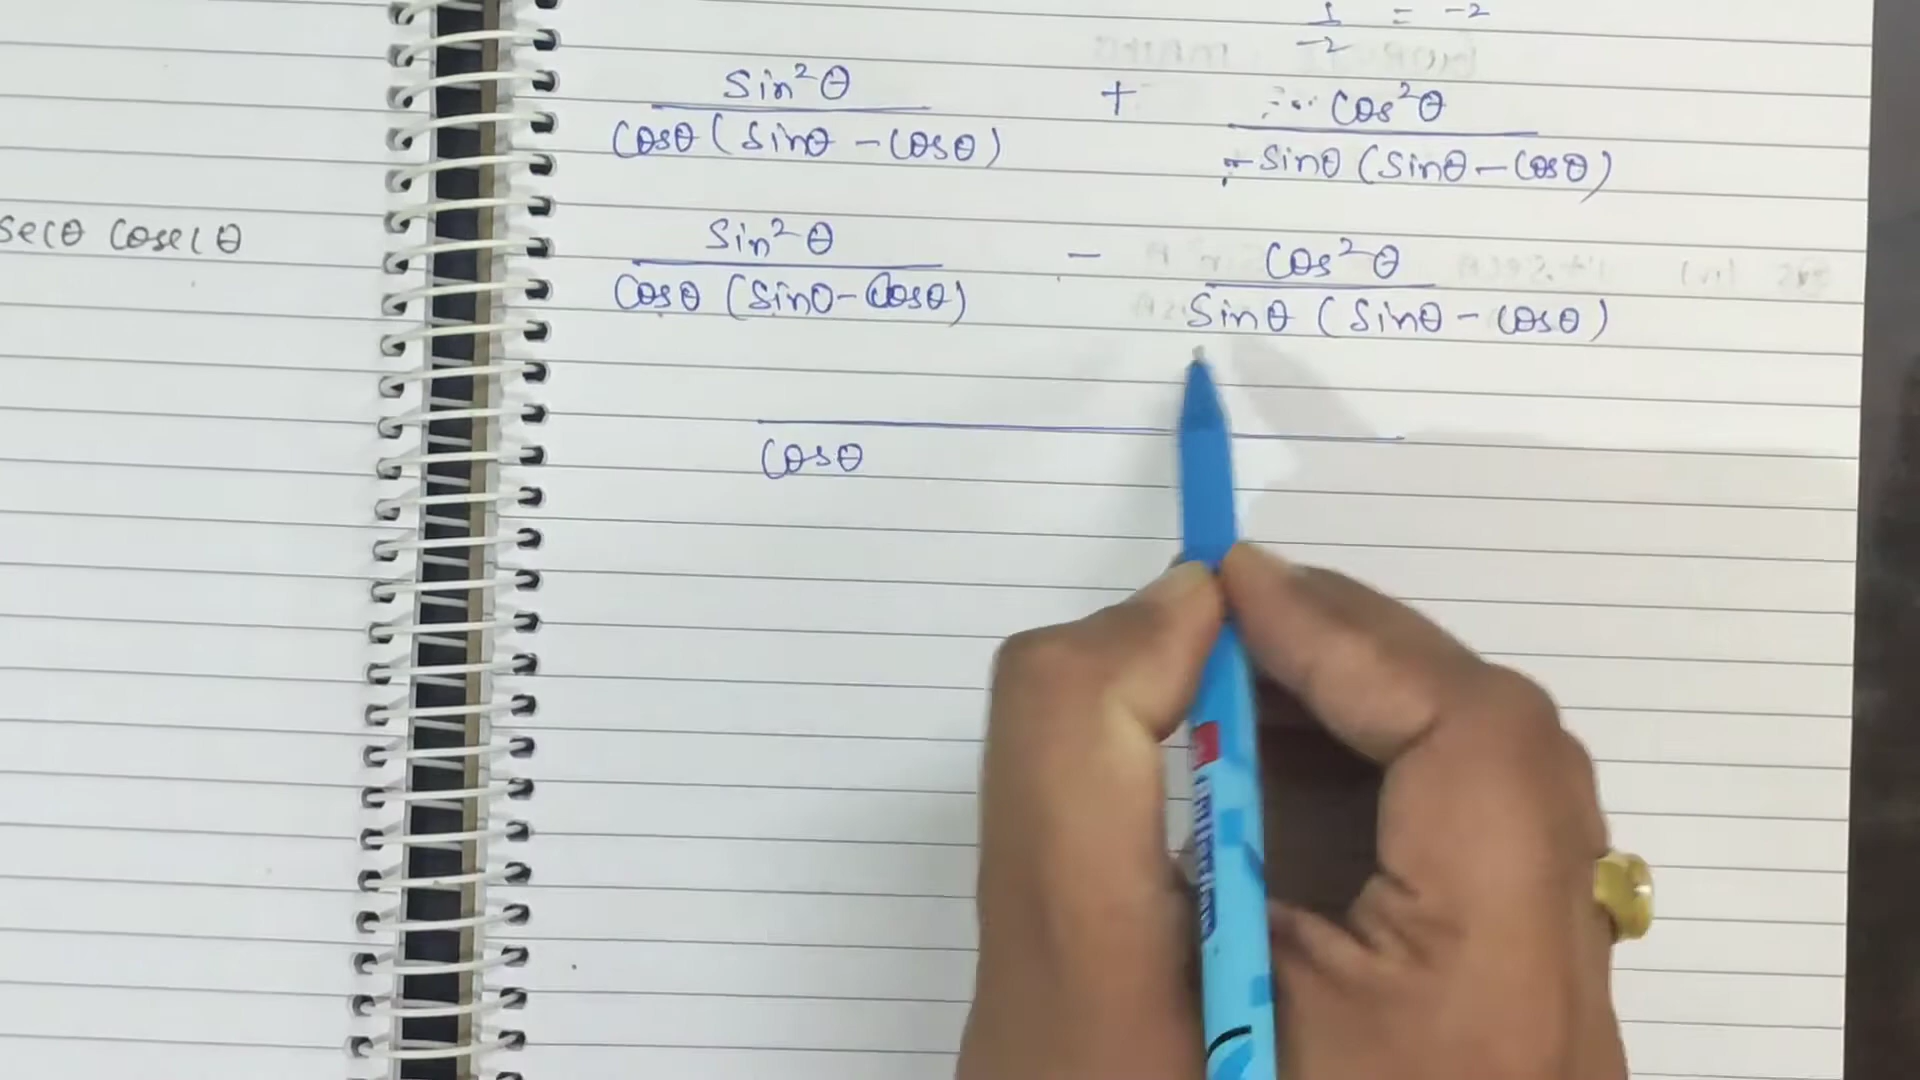 1/-2 = -2
Sin²θ/Cosθ(Sinθ-Cosθ) + Cos²θ/-Sinθ(Sinθ-Cosθ)
Secθ Cosecθ
Sin²θ/Cosθ(Sinθ-Cosθ) - Cos²θ/Sinθ(Sinθ-Cosθ)
Cosθ